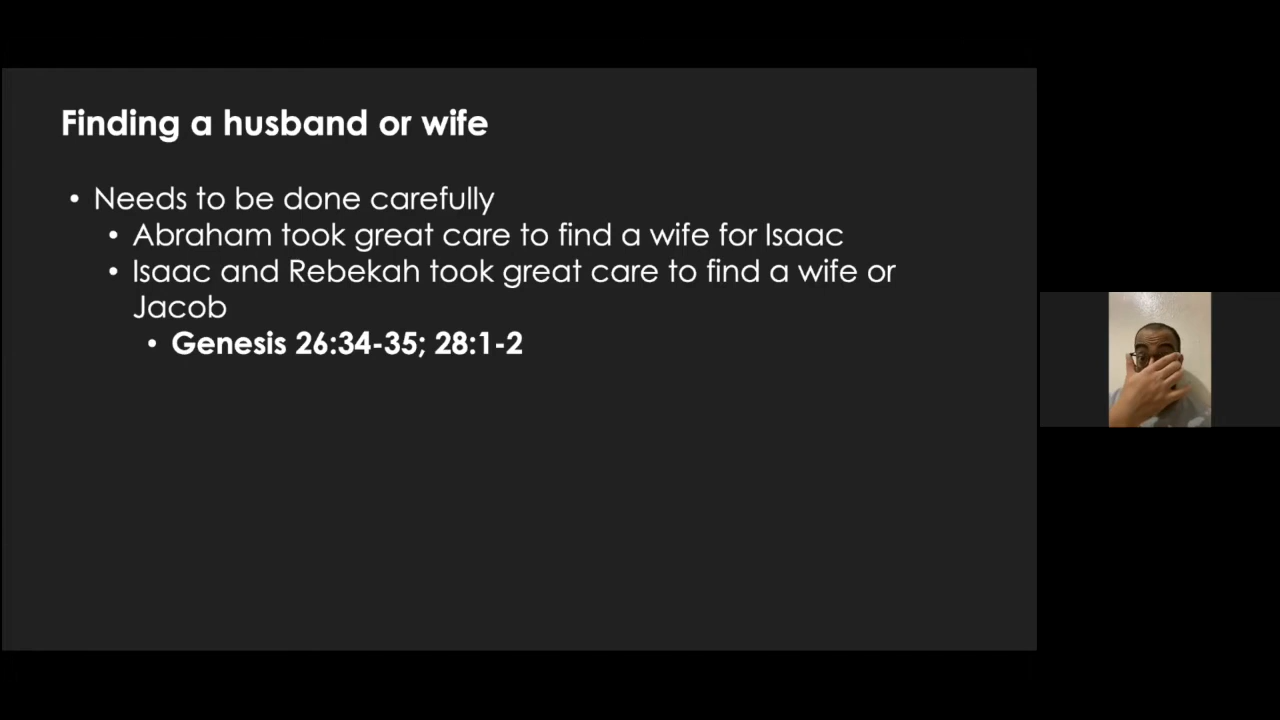 Finding a husband or wife
• Needs to be done carefully
• Abraham took great care to find a wife for Isaac
• Isaac and Rebekah took great care to find a wife or
Jacob
• Genesis 26:34-35; 28:1-2